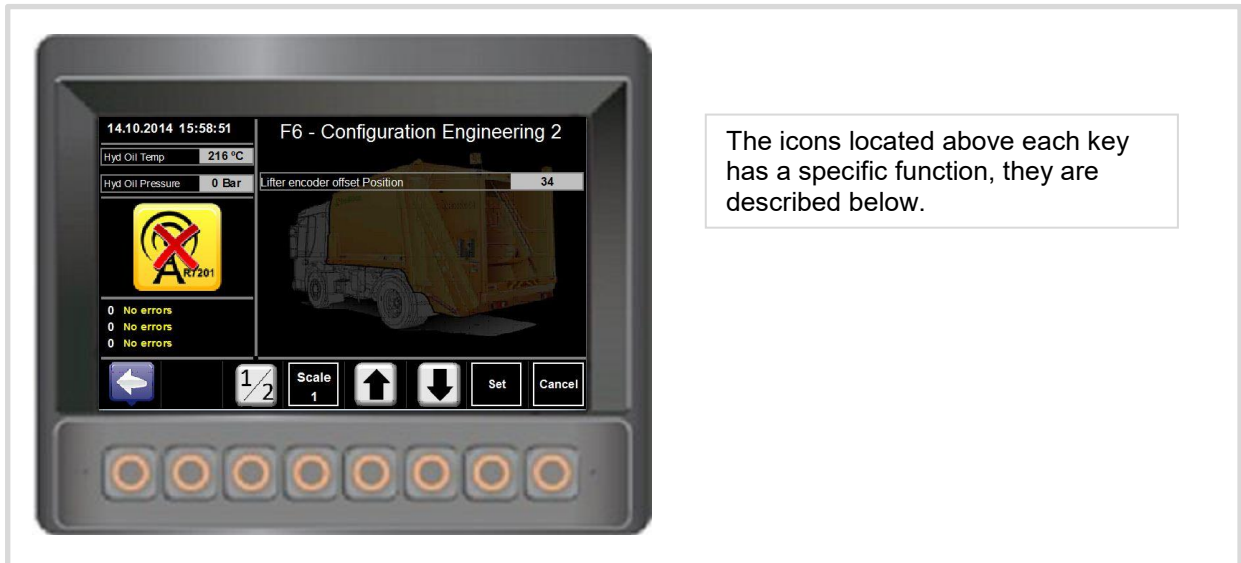 14.10.2014 15:58:51
F6 - Configuration Engineering 2
Hyd Oil Temp 216 ºC
Hyd Oil Pressure 0 Bar
Lifter encoder offset Position 34
R7201
0 No errors
0 No errors
0 No errors
1/2
Scale
1
Set
Cancel
The icons located above each key
has a specific function, they are
described below.